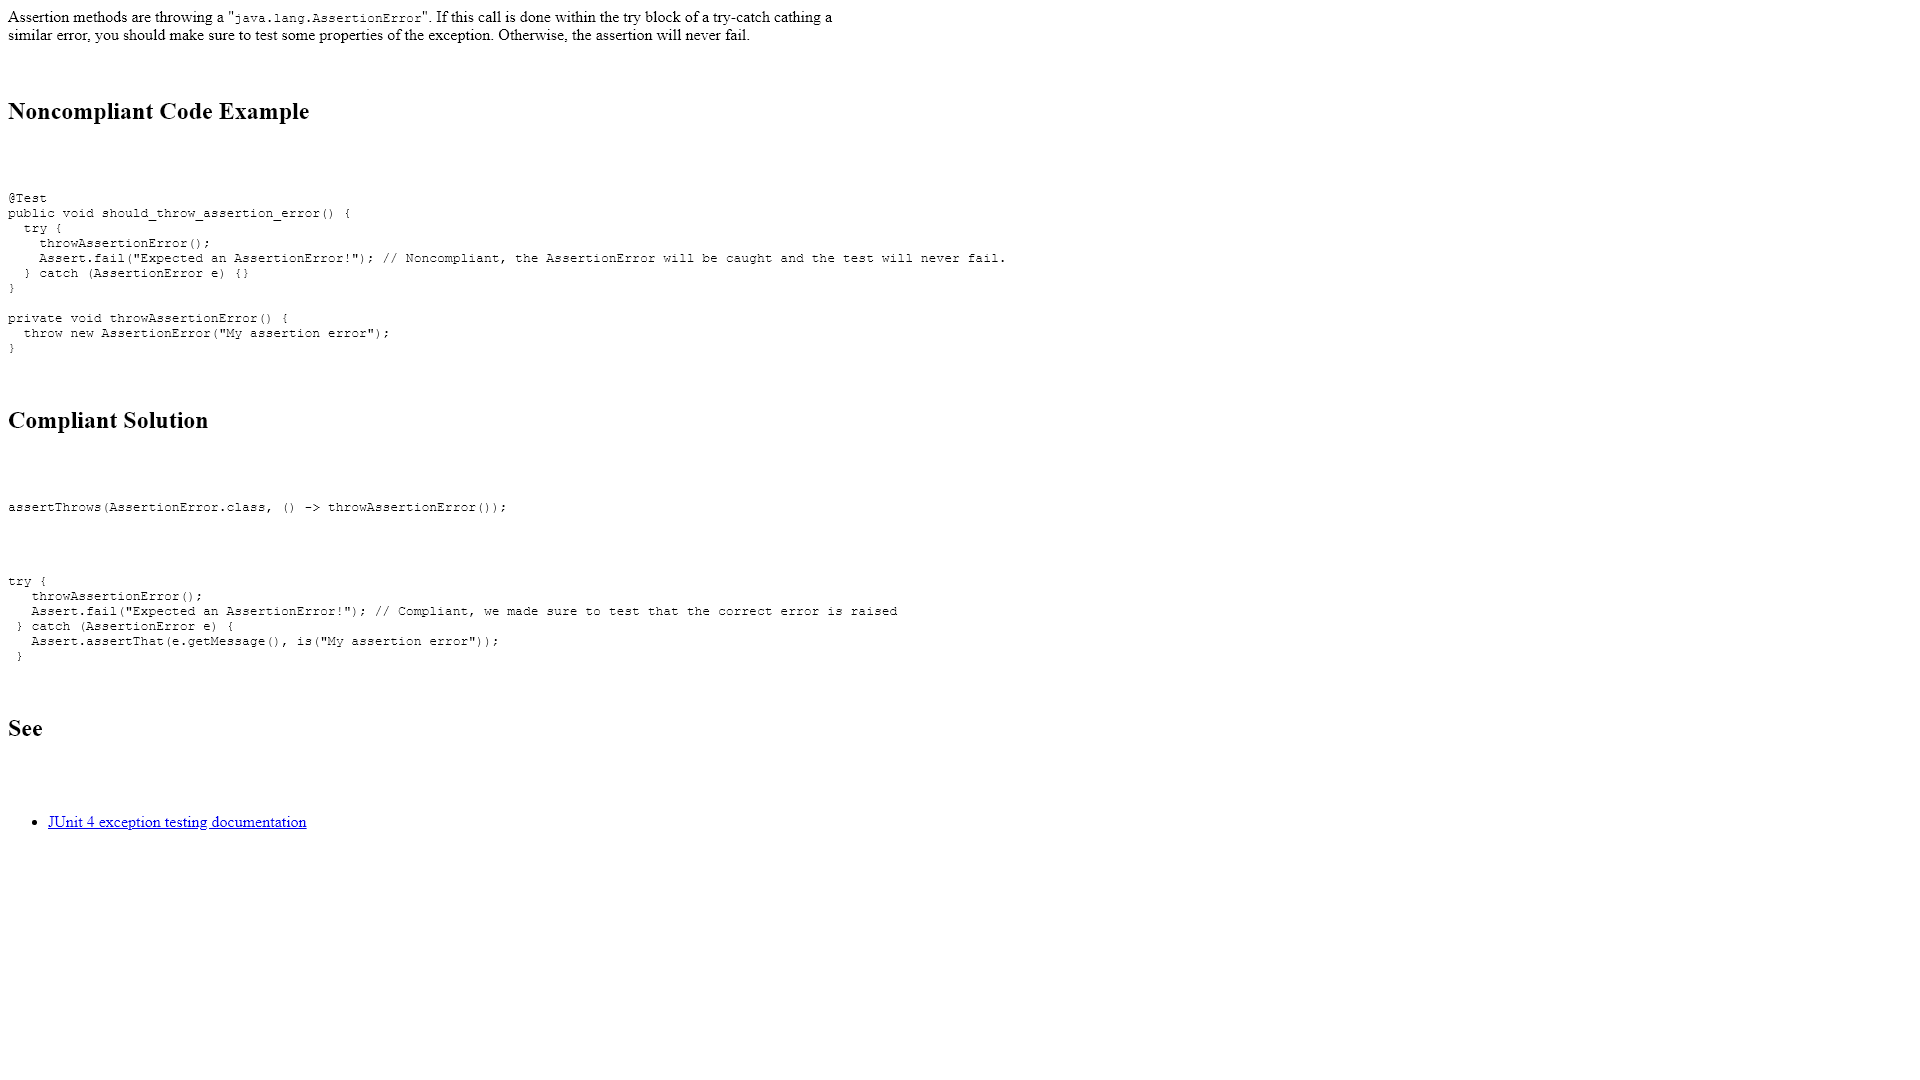 Assertion methods are throwing a "java.lang.AssertionError". If this call is done within the try block of a try-catch cathing a
similar error, you should make sure to test some properties of the exception. Otherwise, the assertion will never fail.
Noncompliant Code Example
@Test
public void should_throw_assertion_error() {
  try {
    throwAssertionError();
    Assert.fail("Expected an AssertionError!"); // Noncompliant, the AssertionError will be caught and the test will never fail.
  } catch (AssertionError e) {}
}
private void throwAssertionError() {
  throw new AssertionError("My assertion error");
}
Compliant Solution
assertThrows(AssertionError.class, () -> throwAssertionError());
try {
   throwAssertionError();
   Assert.fail("Expected an AssertionError!"); // Compliant, we made sure to test that the correct error is raised
 } catch (AssertionError e) {
   Assert.assertThat(e.getMessage(), is("My assertion error"));
 }
See
• JUnit 4 exception testing documentation